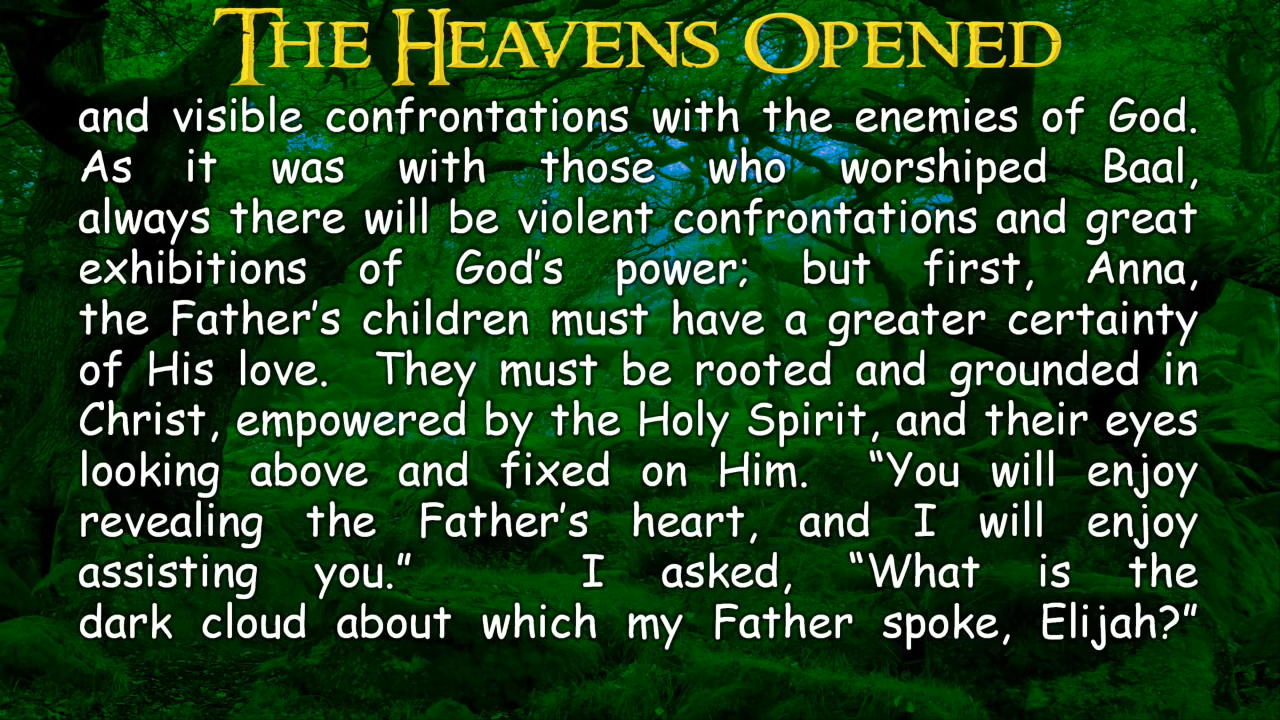 THE HEAVENS OPENED
and visible confrontations with the enemies of God.
As it was with those who worshiped Baal,
always there will be violent confrontations and great
exhibitions of God’s power; but first, Anna,
the Father’s children must have a greater certainty
of His love. They must be rooted and grounded in
Christ, empowered by the Holy Spirit, and their eyes
looking above and fixed on Him. “You will enjoy
revealing the Father’s heart, and I will enjoy
assisting you.” I asked, “What is the
dark cloud about which my Father spoke, Elijah?”